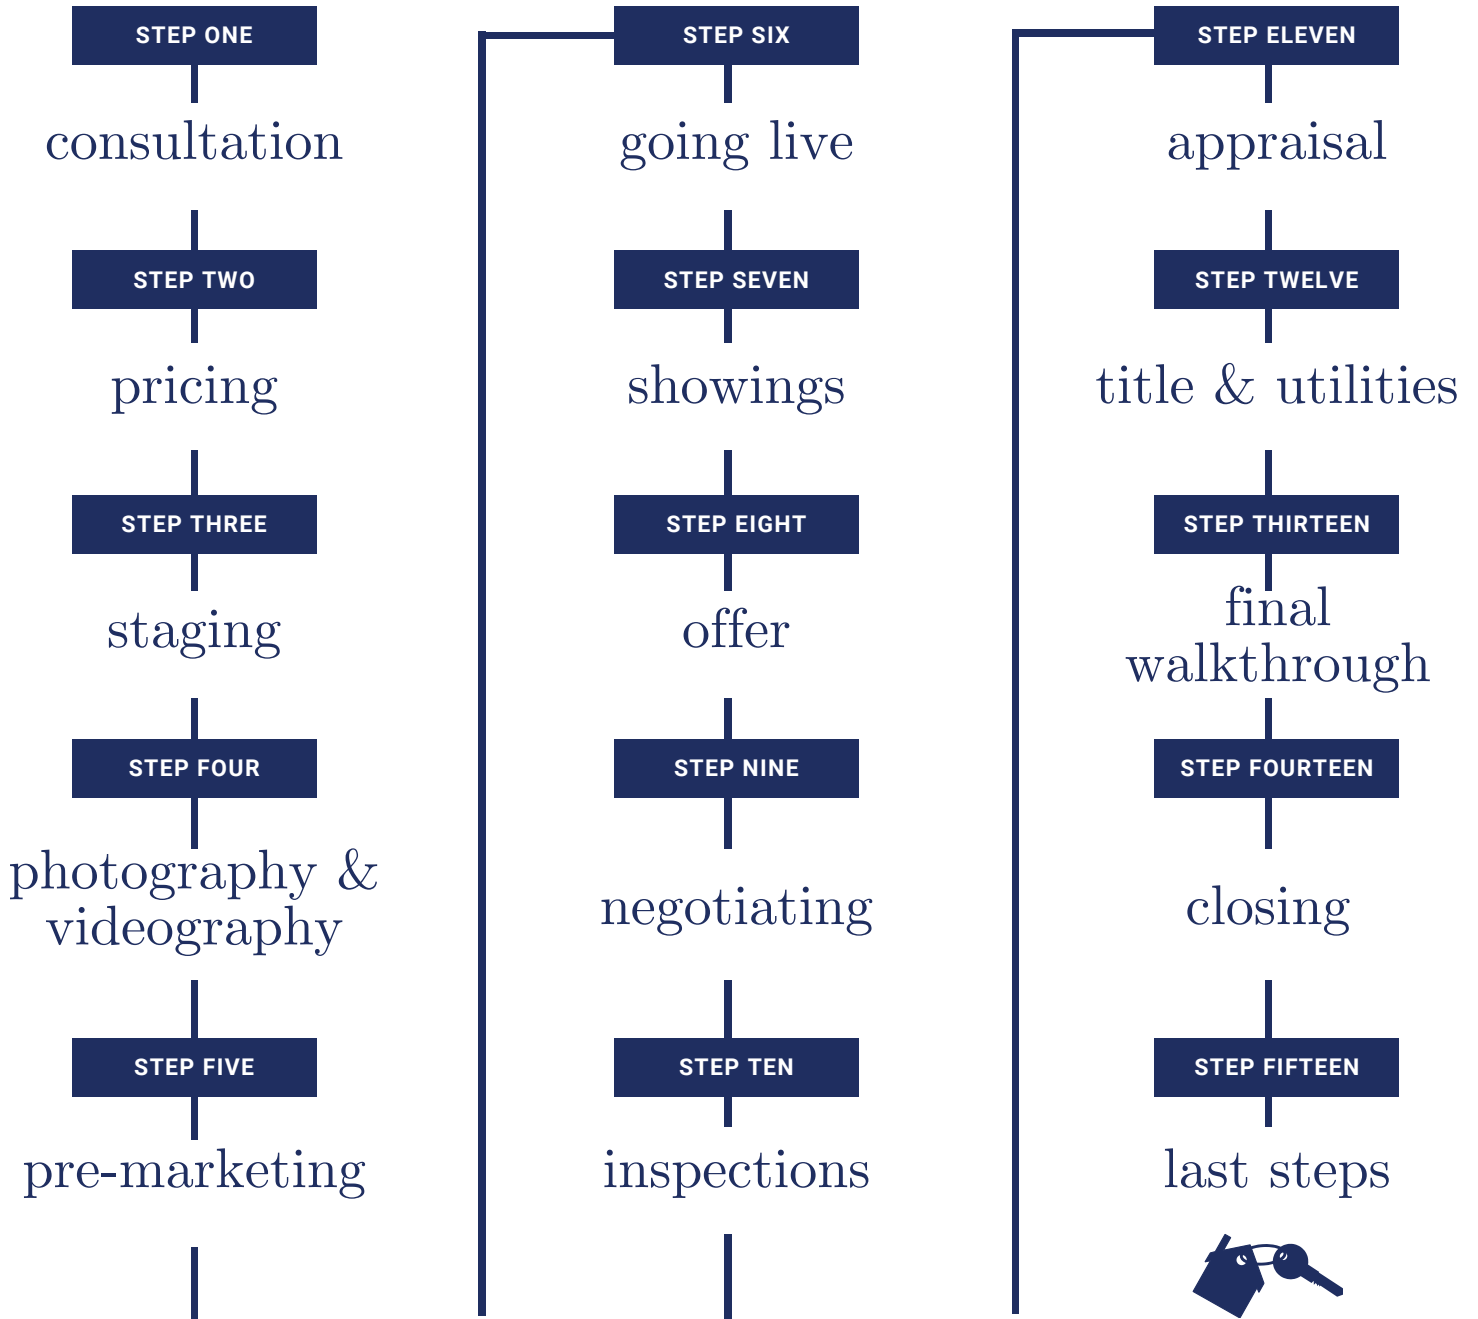 STEP ONE
consultation
STEP TWO
pricing
STEP THREE
staging
STEP FOUR
photography &
videography
STEP FIVE
pre-marketing
STEP SIX
going live
STEP SEVEN
showings
STEP EIGHT
offer
STEP NINE
negotiating
STEP TEN
inspections
STEP ELEVEN
appraisal
STEP TWELVE
title & utilities
STEP THIRTEEN
final
walkthrough
STEP FOURTEEN
closing
STEP FIFTEEN
last steps